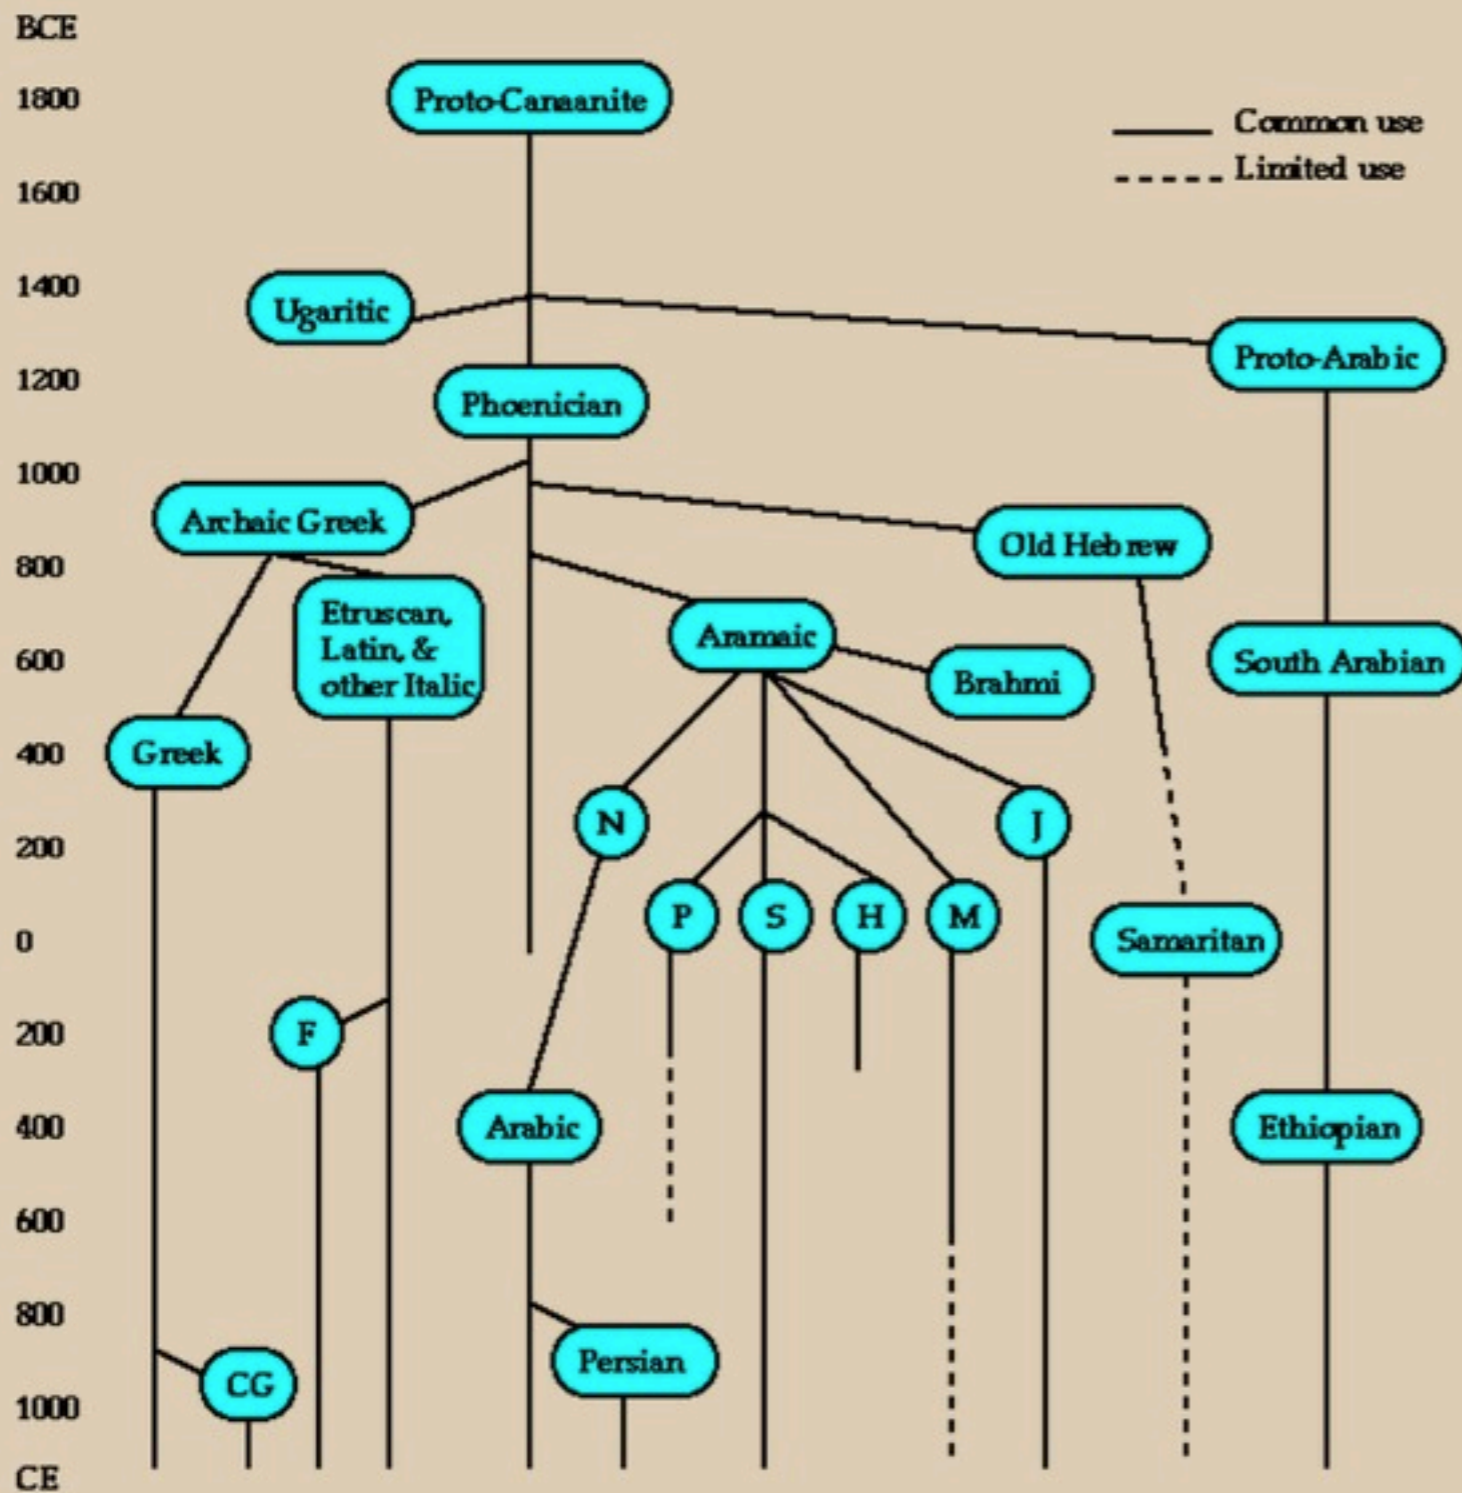 BCE
1800
Proto-Canaanite
Common use
Limited use
1600
1400
Ugaritic
Proto-Arabic
1200
Phoenician
1000
Archaic Greek
Old Hebrew
800
Etruscan,
Latin, &
other Italic
Aramaic
600
Brahmi
South Arabian
400
Greek
N
J
200
P
S
H
M
0
Samaritan
200
F
400
Arabic
Ethiopian
600
800
Persian
CG
1000
CE